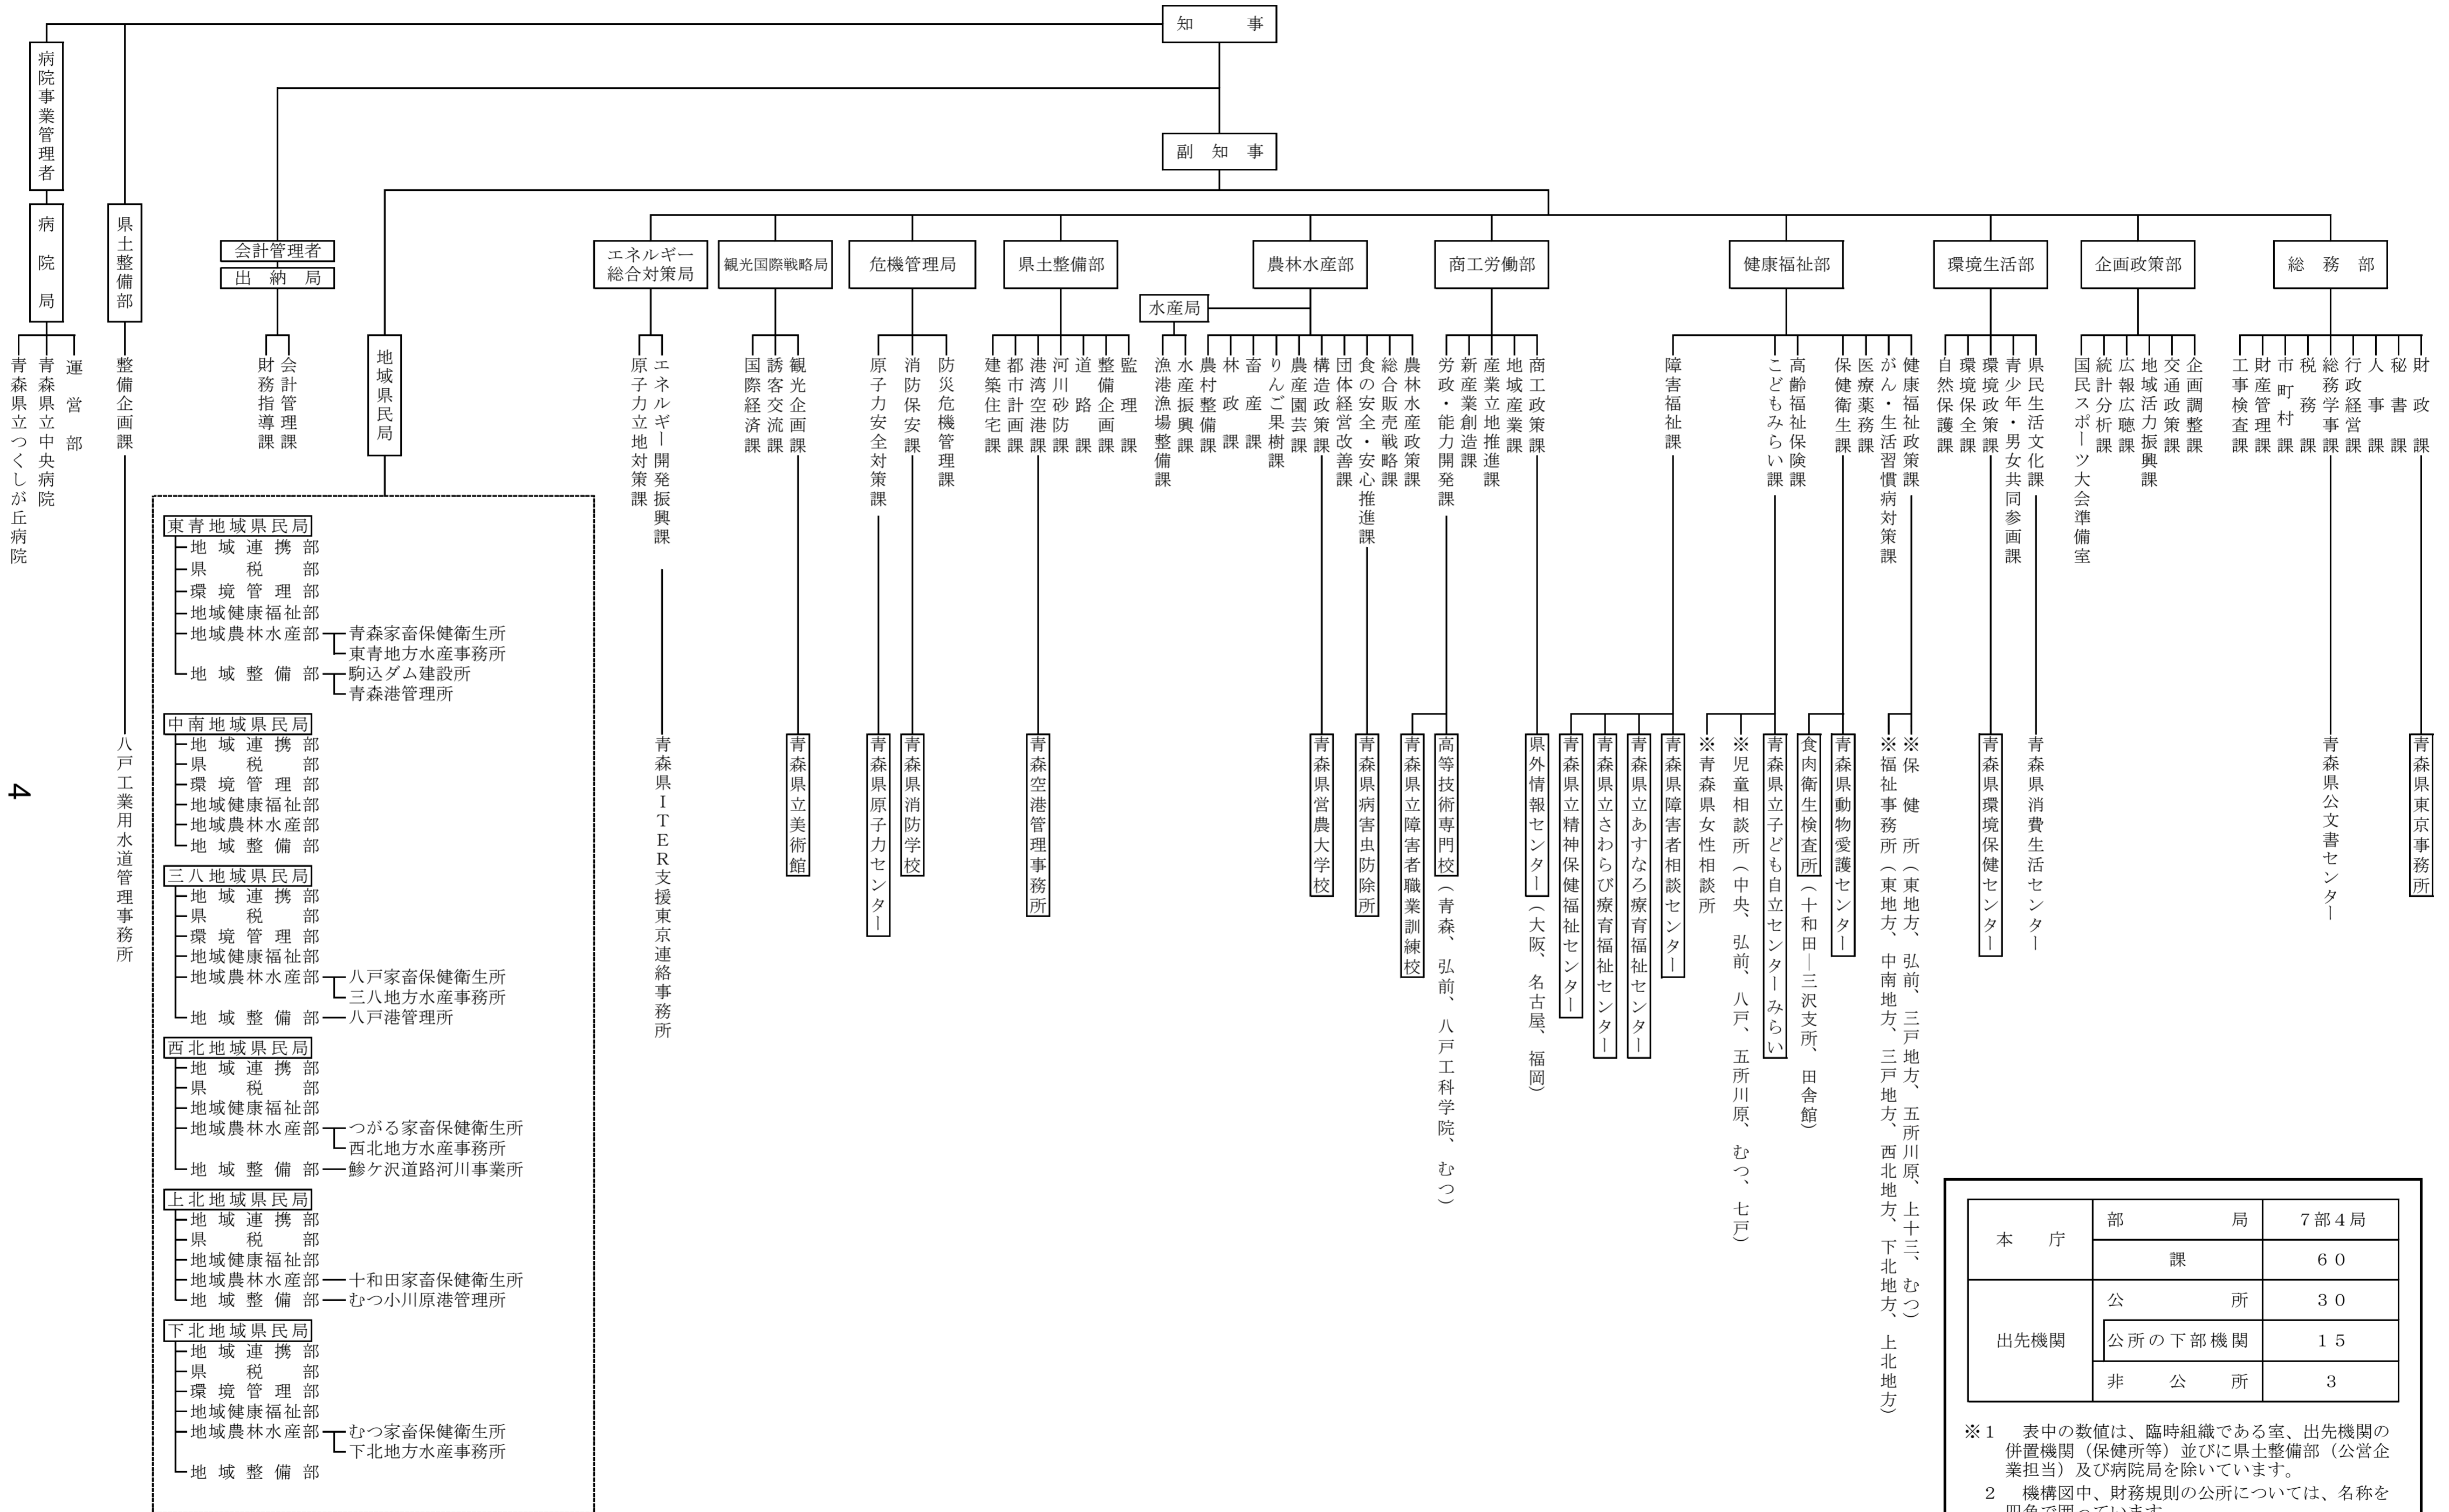 知事
副知事
病院事業管理者
病院局
運営部
青森県立中央病院
青森県立つくしが丘病院
県土整備部
整備企画課
八戸工業用水道管理事務所
会計管理者
出納局
会計管理課
財務指導課
地域県民局
東青地域県民局
地域連携部
県税部
環境管理部
地域健康福祉部
地域農林水産部
青森家畜保健衛生所
東青地方水産事務所
地域整備部
駒込ダム建設所
青森港管理所
中南地域県民局
地域連携部
県税部
環境管理部
地域健康福祉部
地域農林水産部
地域整備部
三八地域県民局
地域連携部
県税部
環境管理部
地域健康福祉部
地域農林水産部
八戸家畜保健衛生所
三八地方水産事務所
地域整備部
八戸港管理所
西北地域県民局
地域連携部
県税部
地域健康福祉部
地域農林水産部
つがる家畜保健衛生所
西北地方水産事務所
地域整備部
鰺ケ沢道路河川事業所
上北地域県民局
地域連携部
県税部
地域健康福祉部
地域農林水産部
十和田家畜保健衛生所
地域整備部
むつ小川原港管理所
下北地域県民局
地域連携部
県税部
環境管理部
地域健康福祉部
地域農林水産部
むつ家畜保健衛生所
下北地方水産事務所
地域整備部
総務部
財政課
秘書課
人事課
行政経営課
総務学事課
税務課
市町村課
財産管理課
工事検査課
青森県東京事務所
青森県公文書センター
企画政策部
企画調整課
交通政策課
地域活力振興課
広報広聴課
統計分析課
国民スポーツ大会準備室
環境生活部
県民生活文化課
青少年・男女共同参画課
環境政策課
環境保全課
自然保護課
青森県消費生活センター
青森県環境保健センター
健康福祉部
健康福祉政策課
がん・生活習慣病対策課
医療薬務課
保健衛生課
高齢福祉保険課
こどもみらい課
障害福祉課
※保健所（東地方、弘前、三戸地方、五所川原、上十三、むつ）
※福祉事務所（東地方、中南地方、三戸地方、西北地方、下北地方、上北地方）
青森県動物愛護センター
食肉衛生検査所（十和田―三沢支所、田舎館）
青森県立子ども自立センターみらい
※児童相談所（中央、弘前、八戸、五所川原、むつ、七戸）
※青森県女性相談所
青森県障害者相談センター
青森県立あすなろ療育福祉センター
青森県立さわらび療育福祉センター
青森県立精神保健福祉センター
商工労働部
商工政策課
地域産業課
産業立地推進課
新産業創造課
労政・能力開発課
県外情報センター（大阪、名古屋、福岡）
高等技術専門校（青森、弘前、八戸工科学院、むつ）
青森県立障害者職業訓練校
農林水産部
農林水産政策課
総合販売戦略課
食の安全・安心推進課
団体経営改善課
構造政策課
農産園芸課
りんご果樹課
畜産課
林政課
農村整備課
水産局
水産振興課
漁港漁場整備課
青森県病害虫防除所
青森県営農大学校
県土整備部
監理課
整備企画課
道路課
河川砂防課
港湾空港課
都市計画課
建築住宅課
青森空港管理事務所
危機管理局
防災危機管理課
消防保安課
原子力安全対策課
青森県消防学校
青森県原子力センター
観光国際戦略局
観光企画課
誘客交流課
国際経済課
青森県立美術館
エネルギー
総合対策局
エネルギー開発振興課
原子力立地対策課
青森県ＩＴＥＲ支援東京連絡事務所
本庁
部局
７部４局
課
６０
出先機関
公所
３０
公所の下部機関
１５
非公所
３
※１　表中の数値は、臨時組織である室、出先機関の
併置機関（保健所等）並びに県土整備部（公営企
業担当）及び病院局を除いています。
２　機構図中、財務規則の公所については、名称を
4